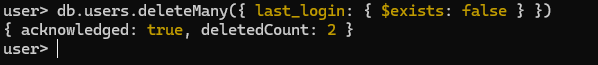 user> db.users.deleteMany({ last_login: { $exists: false } })
{ acknowledged: true, deletedCount: 2 }
user>